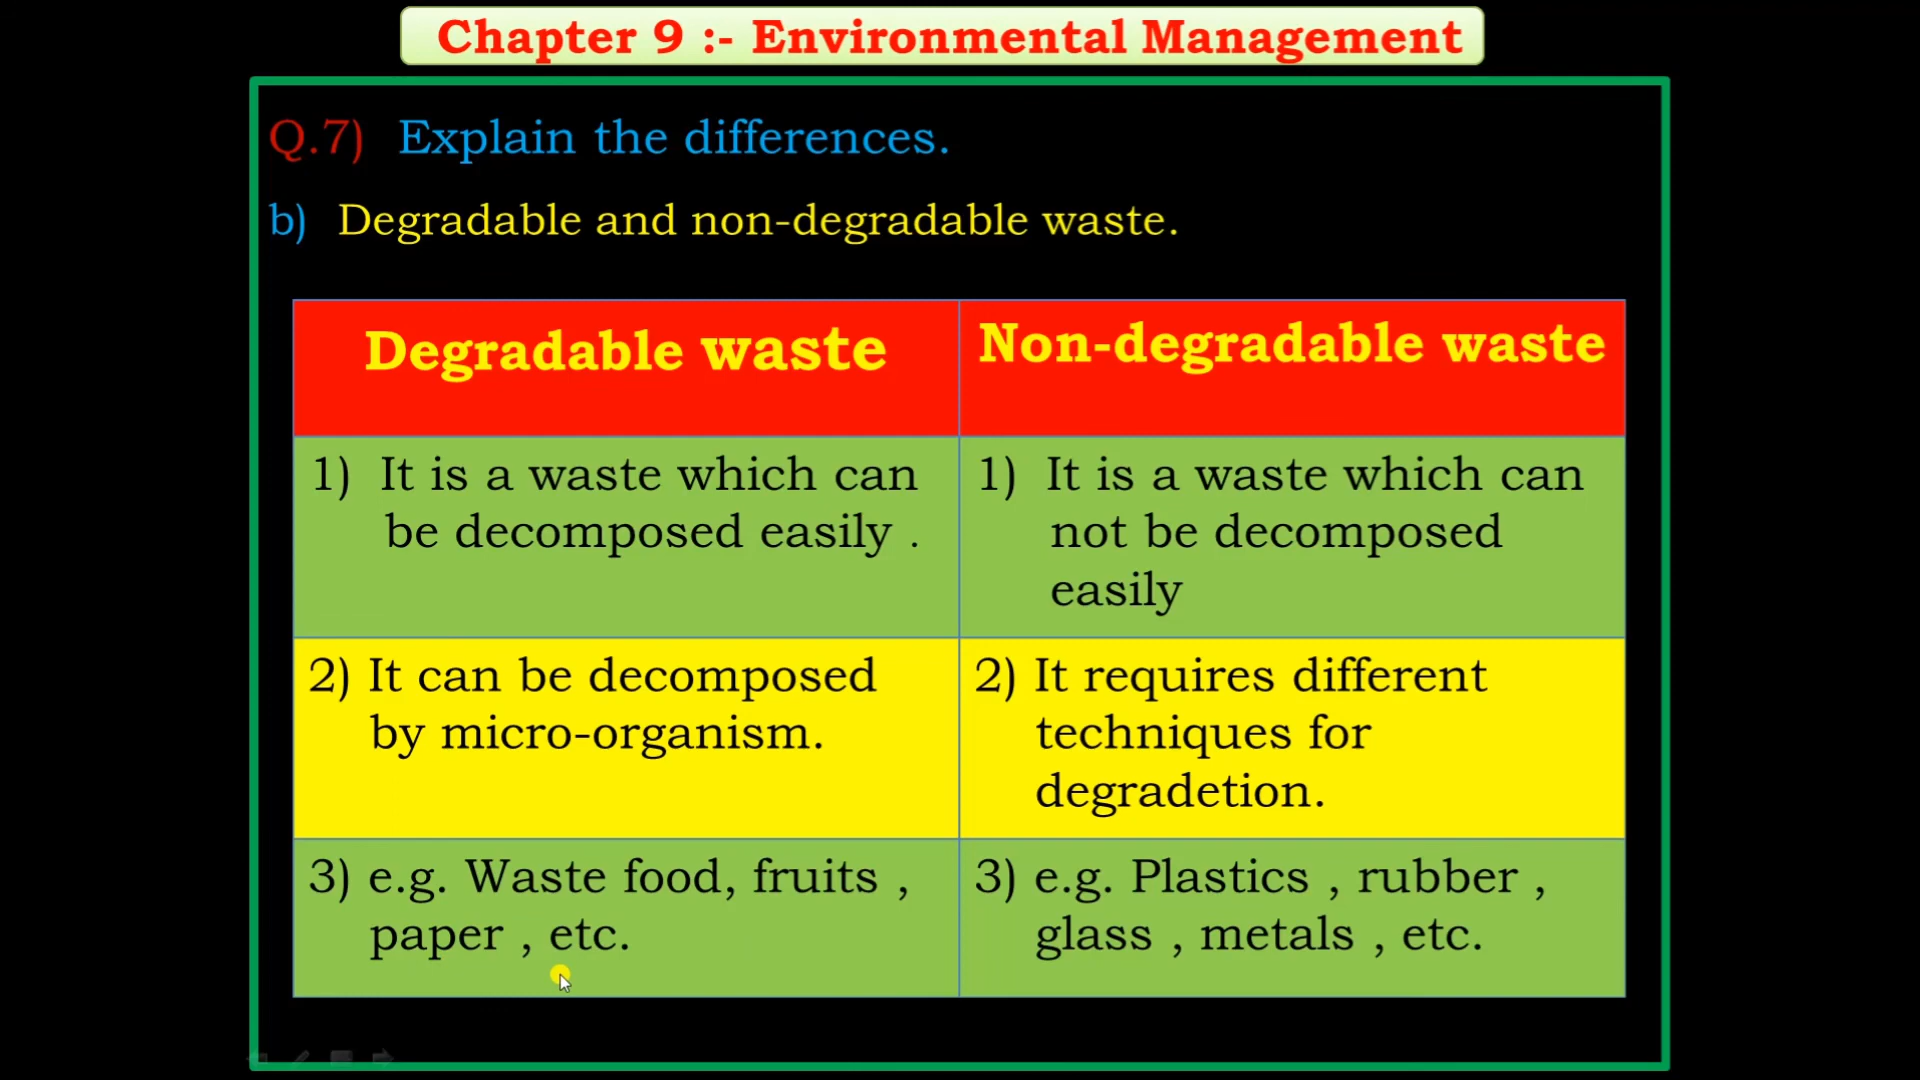 Chapter 9 :- Environmental Management
Q.7) Explain the differences.
b) Degradable and non-degradable waste.
Degradable waste
Non-degradable waste
1) It is a waste which can
be decomposed easily .
1) It is a waste which can
not be decomposed
easily
2) It can be decomposed
by micro-organism.
2) It requires different
techniques for
degradetion.
3) e.g. Waste food, fruits ,
paper , etc.
3) e.g. Plastics , rubber ,
glass , metals , etc.